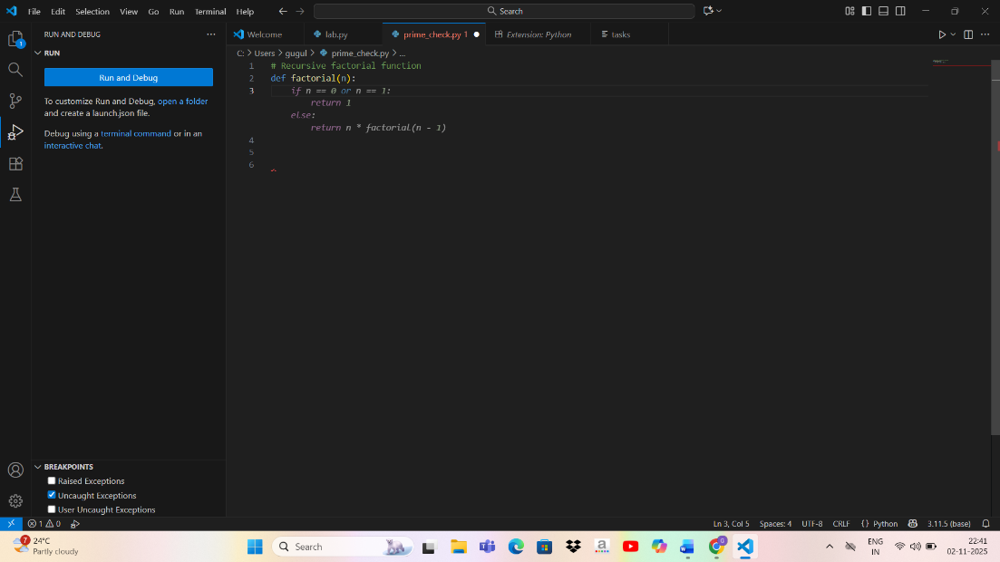 File Edit Selection View Go Run Terminal Help
Search
RUN AND DEBUG
RUN
Run and Debug
To customize Run and Debug, open a folder
and create a launch.json file.
Debug using a terminal command or in an
interactive chat.
BREAKPOINTS
Raised Exceptions
Uncaught Exceptions
User Uncaught Exceptions
1
Welcome
lab.py
prime_check.py 1
Extension: Python
tasks
C: > Users > gugul > prime_check.py > ...
1 # Recursive factorial function
2 def factorial(n):
3 if n == 0 or n == 1:
return 1
else:
return n * factorial(n - 1)
4
5
6
1 0
Ln 3, Col 5 Spaces: 4 UTF-8 CRLF {} Python 3.11.5 (base)
7
24°C
Partly cloudy
Search
a
W
0
ENG
IN
22:41
02-11-2025